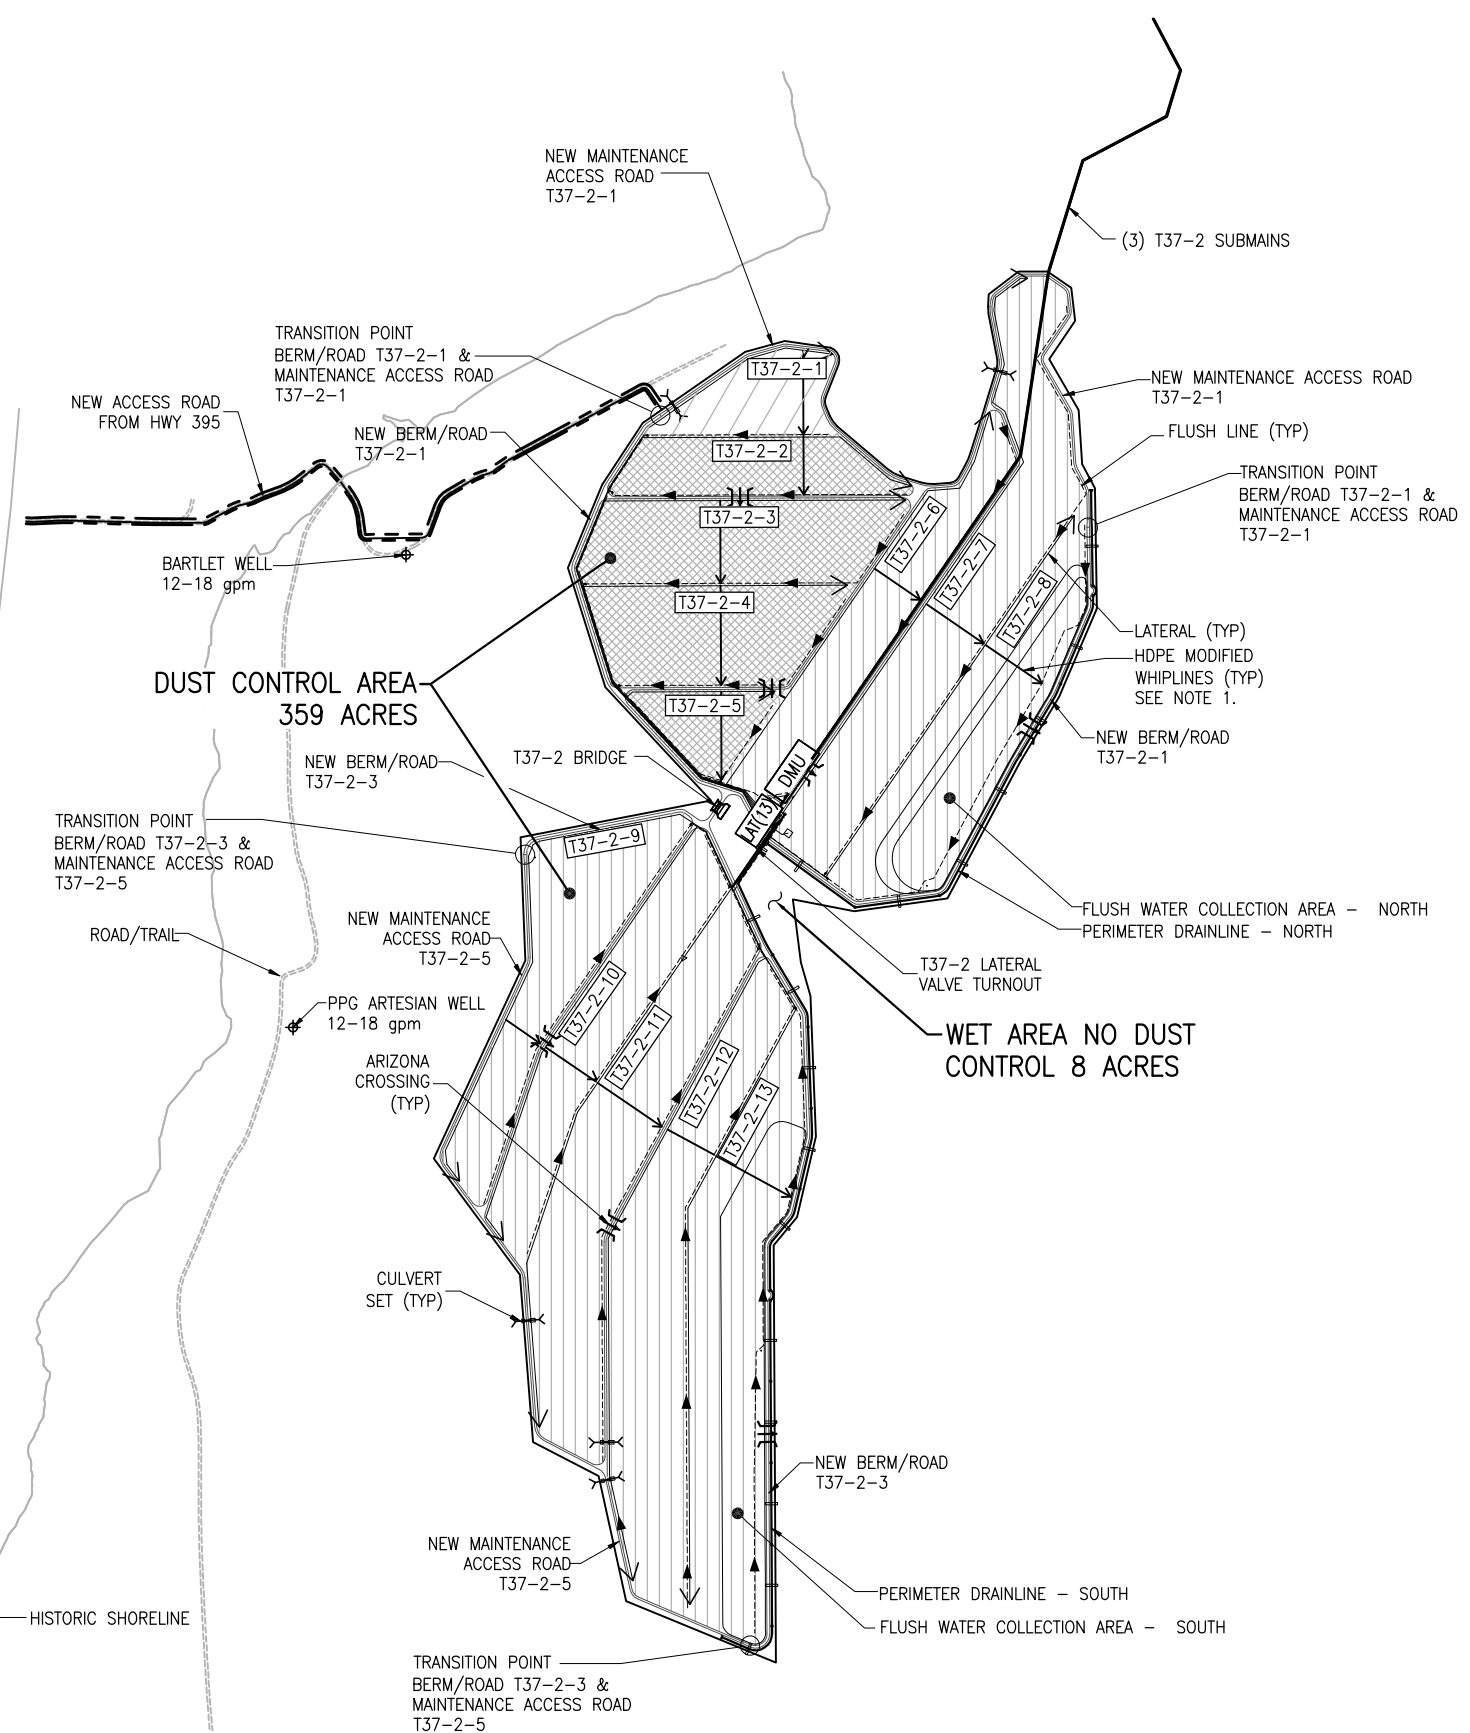 NEW MAINTENANCE
ACCESS ROAD
T37-2-1
(3) T37-2 SUBMAINS
TRANSITION POINT
BERM/ROAD T37-2-1 &
MAINTENANCE ACCESS ROAD
T37-2-1
NEW ACCESS ROAD
FROM HWY 395
NEW BERM/ROAD
T37-2-1
T37-2-1
NEW MAINTENANCE ACCESS ROAD
T37-2-1
FLUSH LINE (TYP)
T37-2-2
TRANSITION POINT
BERM/ROAD T37-2-1 &
MAINTENANCE ACCESS ROAD
T37-2-1
T37-2-3
T37-2-6
T37-2-7
T37-2-8
BARTLET WELL
12-18 gpm
T37-2-4
LATERAL (TYP)
HDPE MODIFIED
WHIPLINES (TYP)
SEE NOTE 1.
DUST CONTROL AREA
359 ACRES
T37-2-5
NEW BERM/ROAD
T37-2-1
NEW BERM/ROAD
T37-2-3
T37-2 BRIDGE
DMU
LAT(13)
TRANSITION POINT
BERM/ROAD T37-2-3 &
MAINTENANCE ACCESS ROAD
T37-2-5
T37-2-9
NEW MAINTENANCE
ACCESS ROAD
T37-2-5
FLUSH WATER COLLECTION AREA - NORTH
PERIMETER DRAINLINE - NORTH
ROAD/TRAIL
T37-2 LATERAL
VALVE TURNOUT
PPG ARTESIAN WELL
12-18 gpm
T37-2-10
T37-2-11
T37-2-12
T37-2-13
WET AREA NO DUST
CONTROL 8 ACRES
ARIZONA
CROSSING
(TYP)
CULVERT
SET (TYP)
NEW BERM/ROAD
T37-2-3
NEW MAINTENANCE
ACCESS ROAD
T37-2-5
PERIMETER DRAINLINE - SOUTH
HISTORIC SHORELINE
FLUSH WATER COLLECTION AREA - SOUTH
TRANSITION POINT
BERM/ROAD T37-2-3 &
MAINTENANCE ACCESS ROAD
T37-2-5